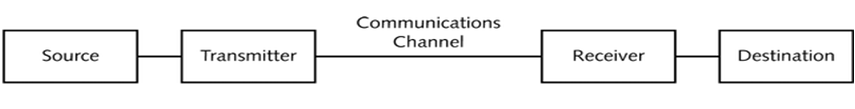 Communications
Channel
Source
Transmitter
Receiver
Destination